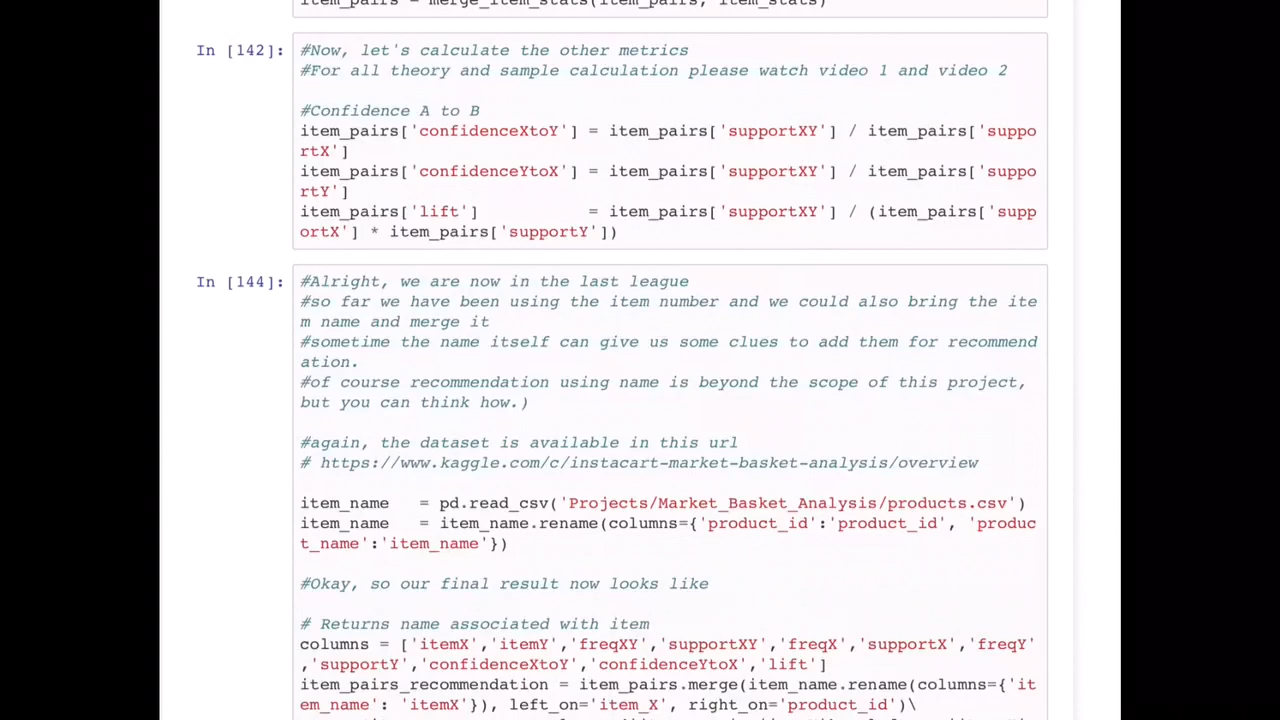 item_pairs = merge_item_stats(item_pairs, item_stats)
In [142]:
#Now, let's calculate the other metrics
#For all theory and sample calculation please watch video 1 and video 2
#Confidence A to B
item_pairs['confidenceXtoY'] = item_pairs['supportXY'] / item_pairs['suppo
rtX']
item_pairs['confidenceYtoX'] = item_pairs['supportXY'] / item_pairs['suppo
rtY']
item_pairs['lift'] = item_pairs['supportXY'] / (item_pairs['supp
ortX'] * item_pairs['supportY'])
In [144]:
#Alright, we are now in the last league
#so far we have been using the item number and we could also bring the ite
m name and merge it
#sometime the name itself can give us some clues to add them for recommend
ation.
#of course recommendation using name is beyond the scope of this project,
but you can think how.)
#again, the dataset is available in this url
# https://www.kaggle.com/c/instacart-market-basket-analysis/overview
item_name = pd.read_csv('Projects/Market_Basket_Analysis/products.csv')
item_name = item_name.rename(columns={'product_id':'product_id', 'produc
t_name':'item_name'})
#Okay, so our final result now looks like
# Returns name associated with item
columns = ['itemX','itemY','freqXY','supportXY','freqX','supportX','freqY'
,'supportY','confidenceXtoY','confidenceYtoX','lift']
item_pairs_recommendation = item_pairs.merge(item_name.rename(columns={'it
em_name': 'itemX'}), left_on='item_X', right_on='product_id')\